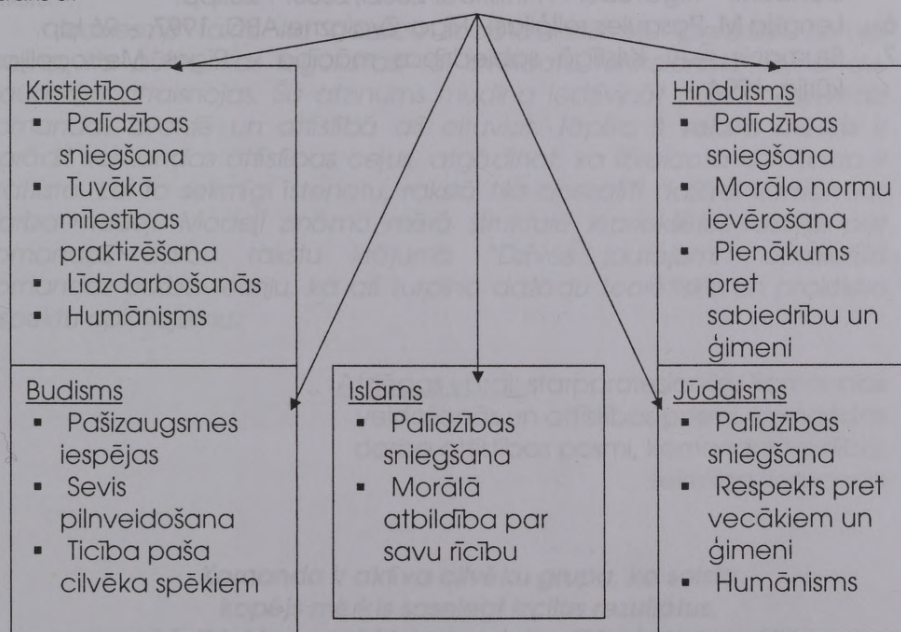 Kristietība
▪ Palīdzības
sniegšana
▪ Tuvākā
mīlestības
praktizēšana
▪ Līdzdarbošanās
▪ Humānisms
Hinduisms
▪ Palīdzības
sniegšana
▪ Morālo normu
ievērošana
▪ Pienākums
pret
sabiedrību un
ģimeni
Budisms
▪ Pašizaugsmes
iespējas
▪ Sevis
pilnveidošana
▪ Ticība paša
cilvēka spēkiem
Islāms
▪ Palīdzības
sniegšana
▪ Morālā
atbildība par
savu rīcību
Jūdaisms
▪ Palīdzības
sniegšana
▪ Respekts pret
vecākiem un
ģimeni
▪ Humānisms